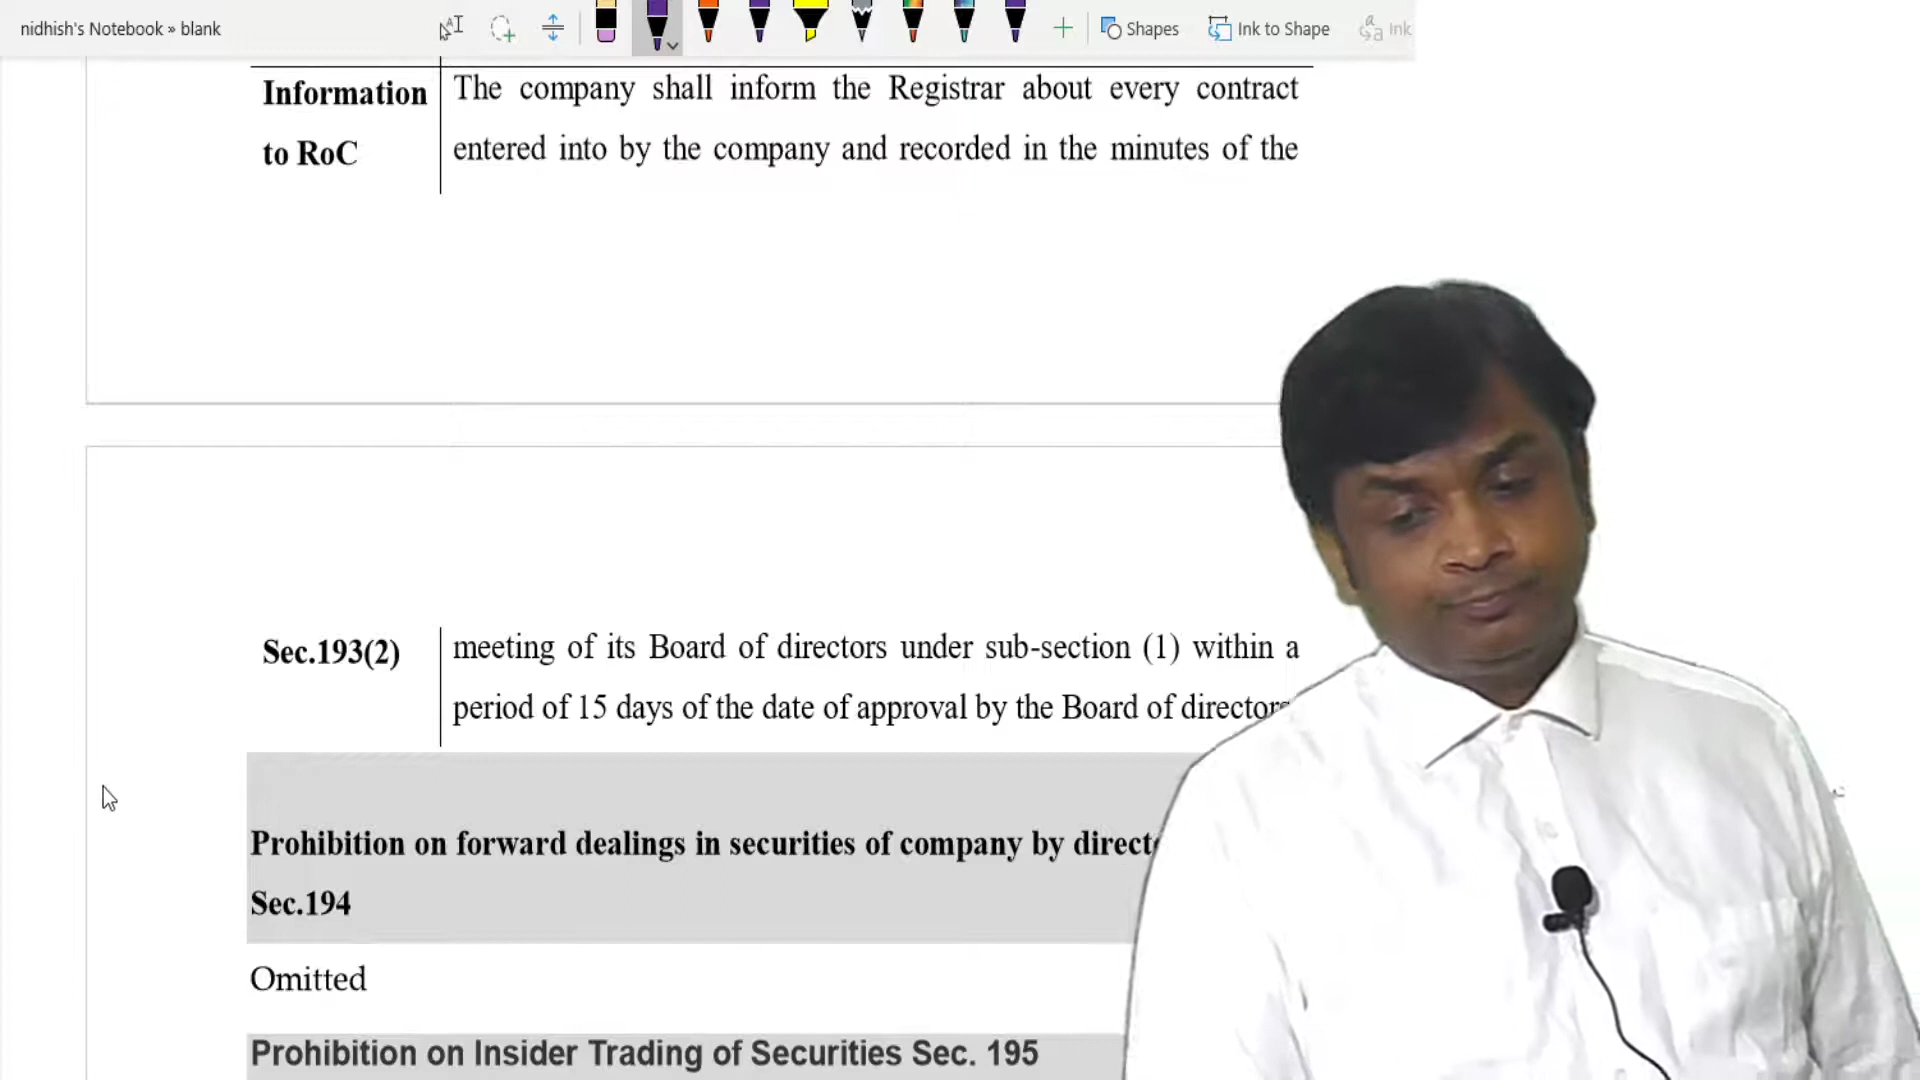 nidhish's Notebook » blank
Shapes
Ink to Shape
Ink
Information
to RoC
The company shall inform the Registrar about every contract
entered into by the company and recorded in the minutes of the
Sec.193(2)
meeting of its Board of directors under sub-section (1) within a
period of 15 days of the date of approval by the Board of directors
Prohibition on forward dealings in securities of company by direct
Sec.194
Omitted
Prohibition on Insider Trading of Securities Sec. 195